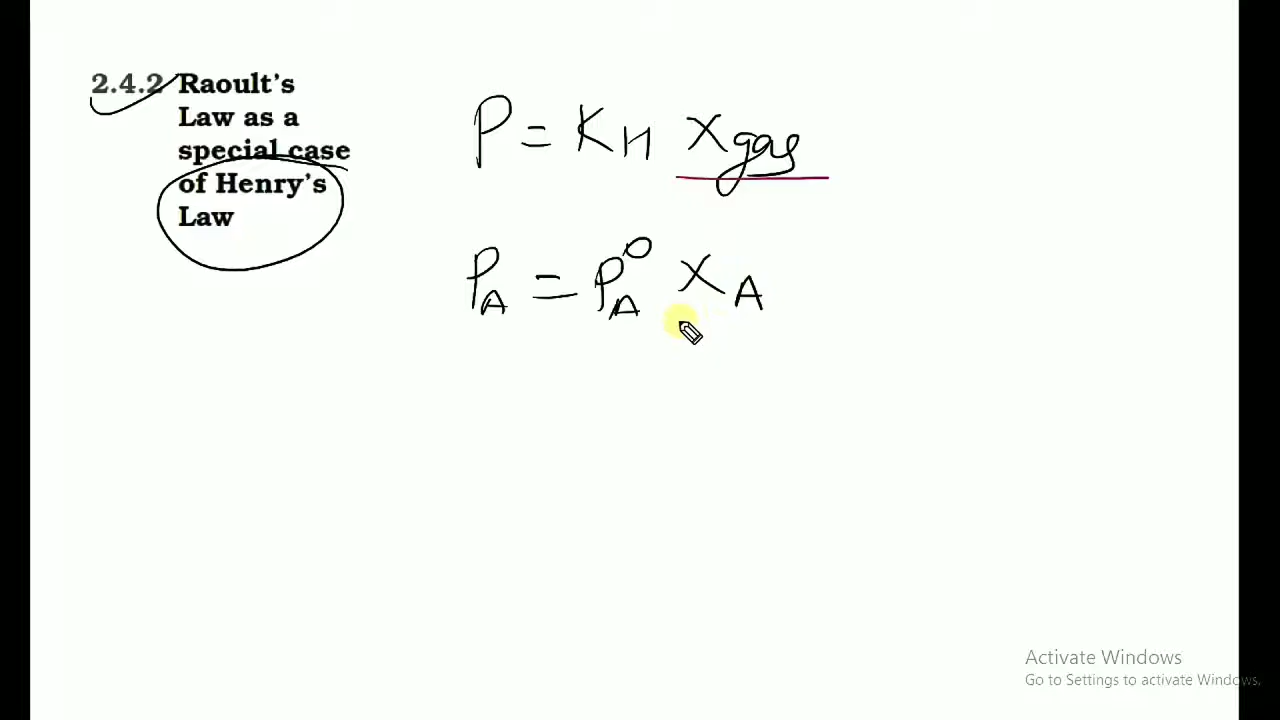 2.4.2 Raoult's
Law as a
special case
of Henry's
Law
P = KH xgas
PA = PA⁰ xA
Activate Windows
Go to Settings to activate Windows.